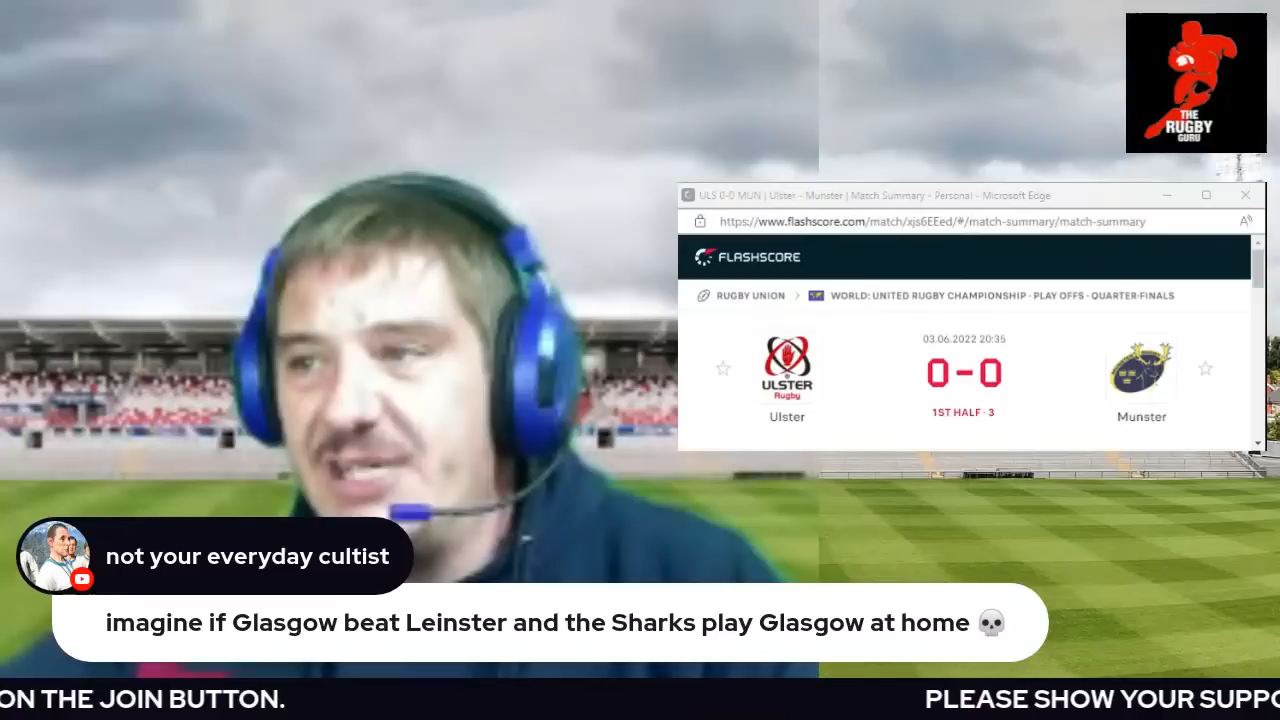 THE
RUGBY
GURU
ULS 0-0 MUN | Ulster - Munster | Match Summary - Personal - Microsoft Edge
https://www.flashscore.com/match/xjs6EEed/#/match-summary/match-summary
FLASHSCORE
RUGBY UNION > WORLD: UNITED RUGBY CHAMPIONSHIP - PLAY OFFS - QUARTER-FINALS
03.06.2022 20:35
0-0
1ST HALF - 3
ULSTER
Rugby
Ulster
Munster
not your everyday cultist
imagine if Glasgow beat Leinster and the Sharks play Glasgow at home 💀
ON THE JOIN BUTTON. PLEASE SHOW YOUR SUPPO